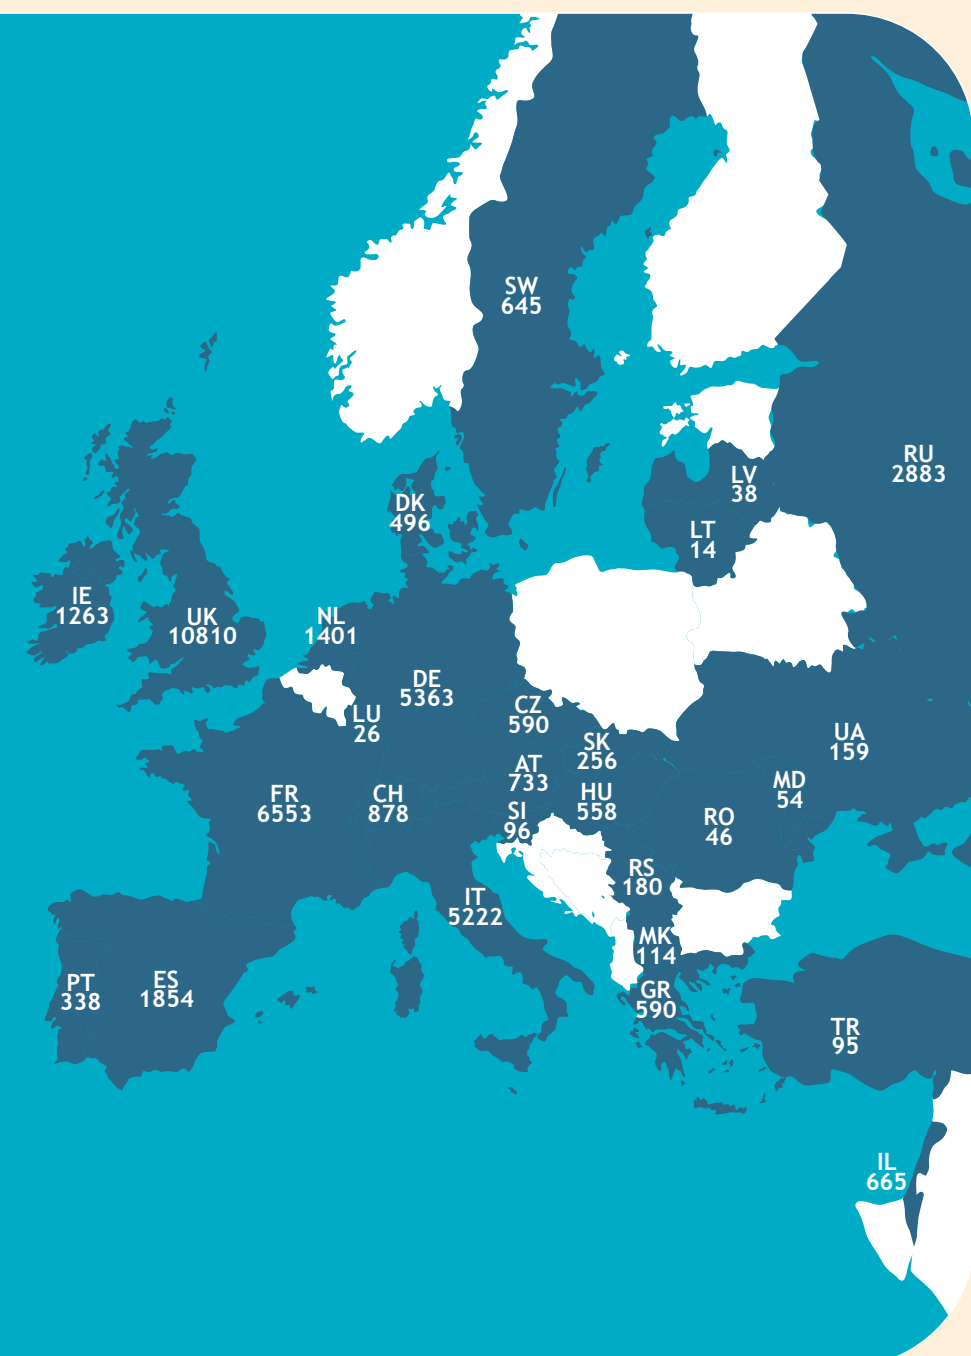 SW
645
RU
2883
LV
38
DK
496
LT
14
IE
1263
UK
10810
NL
1401
DE
5363
CZ
590
LU
26
SK
256
UA
159
AT
733
MD
54
FR
6553
CH
878
HU
558
SI
96
RO
46
RS
180
IT
5222
MK
114
PT
338
ES
1854
GR
590
TR
95
IL
665